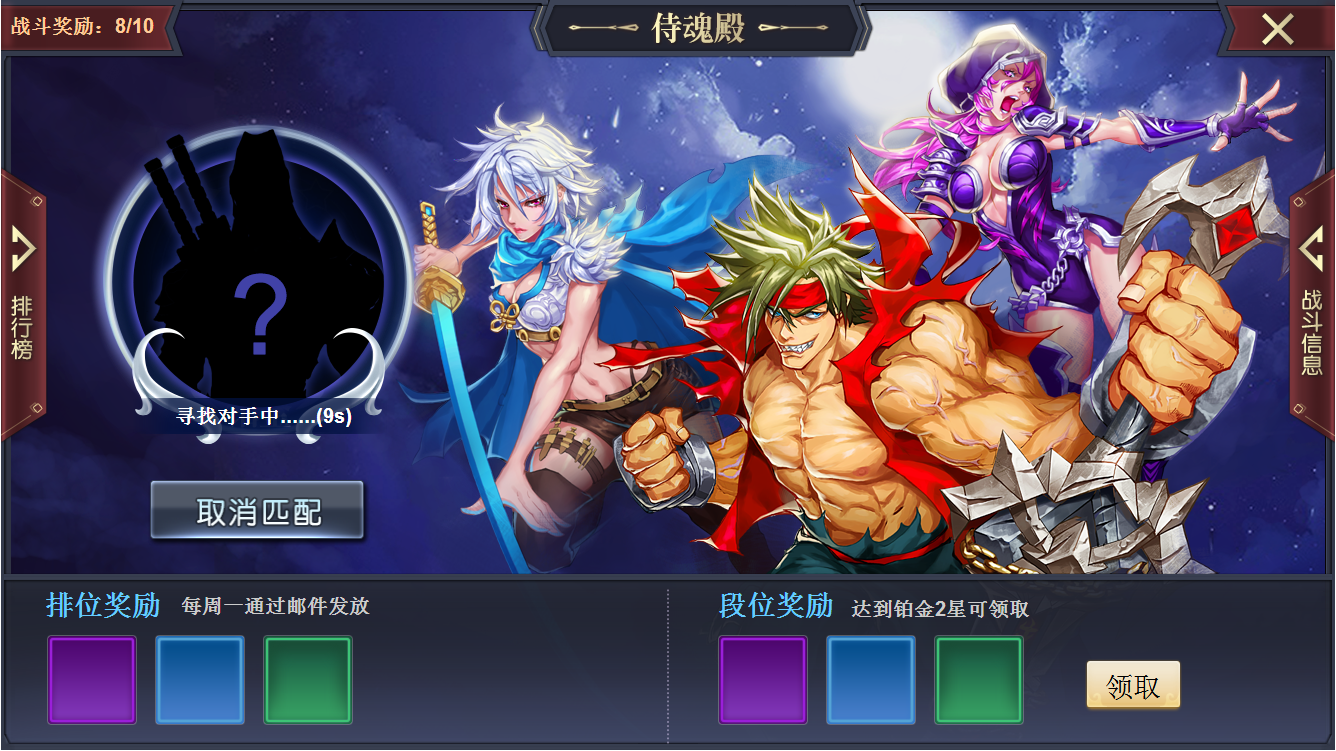 战斗奖励：8/10
侍魂殿
排行榜
战斗信息
?
寻找对手中......(9s)
取消匹配
排位奖励 每周一通过邮件发放
段位奖励 达到铂金2星可领取
领取